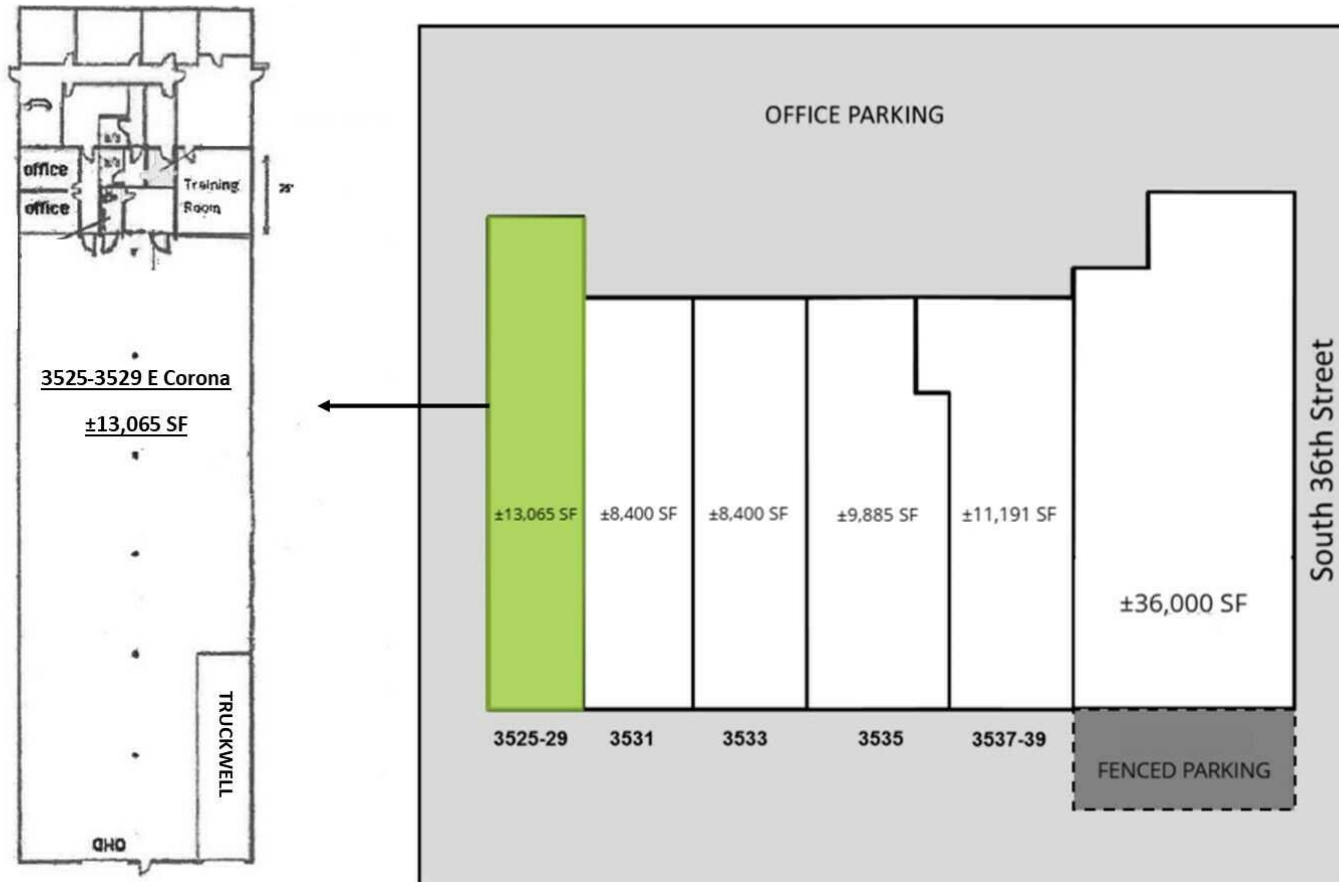 office
office
Training
Room
25'
3525-3529 E Corona
±13,065 SF
TRUCKWELL
OHD
OFFICE PARKING
±13,065 SF
±8,400 SF
±8,400 SF
±9,885 SF
±11,191 SF
±36,000 SF
3525-29
3531
3533
3535
3537-39
FENCED PARKING
South 36th Street